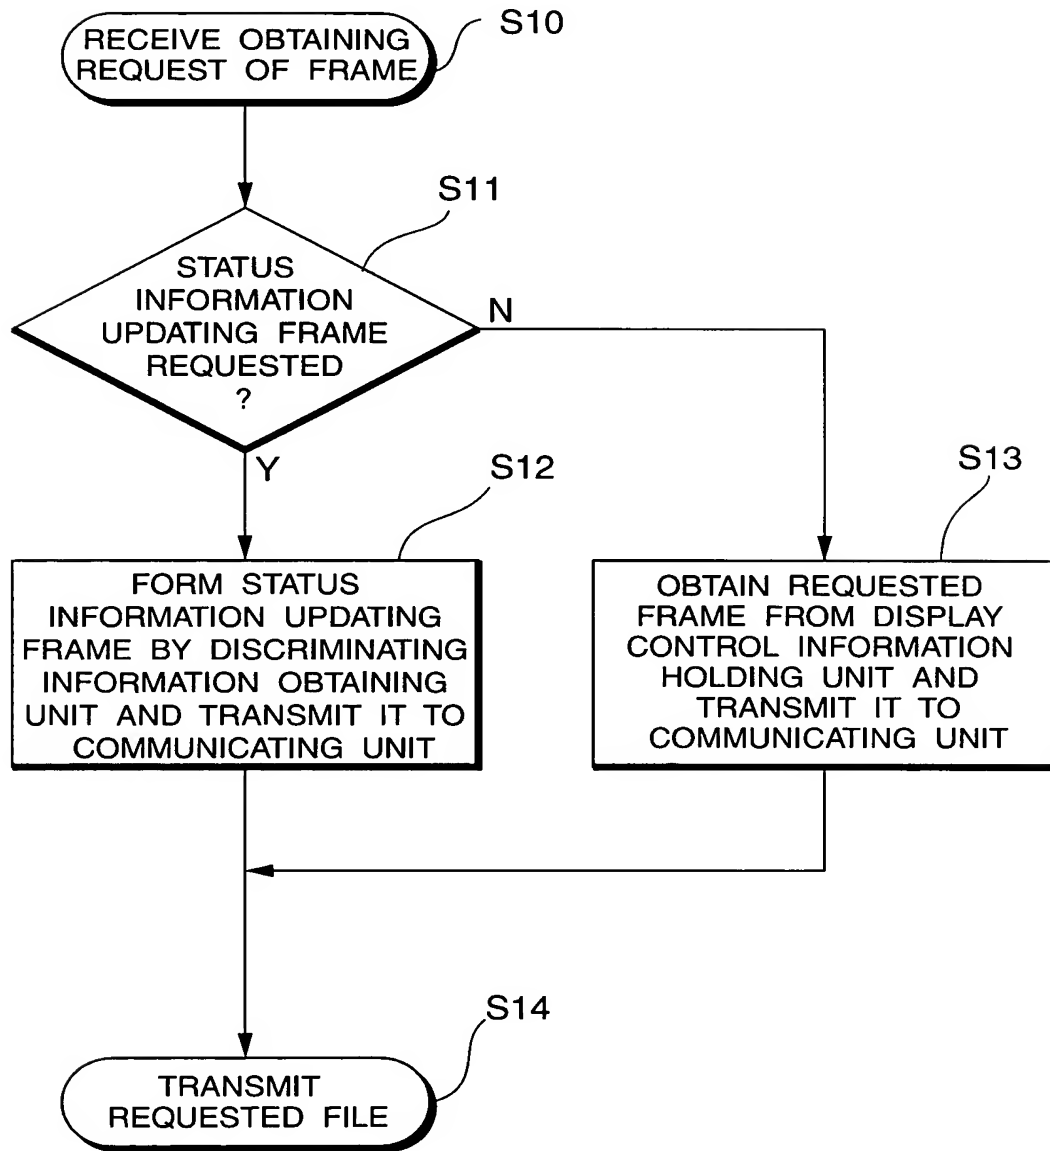 RECEIVE OBTAINING
REQUEST OF FRAME
S10
S11
STATUS
INFORMATION
UPDATING FRAME
REQUESTED
?
N
Y
S12
FORM STATUS
INFORMATION UPDATING
FRAME BY DISCRIMINATING
INFORMATION OBTAINING
UNIT AND TRANSMIT IT TO
COMMUNICATING UNIT
S13
OBTAIN REQUESTED
FRAME FROM DISPLAY
CONTROL INFORMATION
HOLDING UNIT AND
TRANSMIT IT TO
COMMUNICATING UNIT
S14
TRANSMIT
REQUESTED FILE